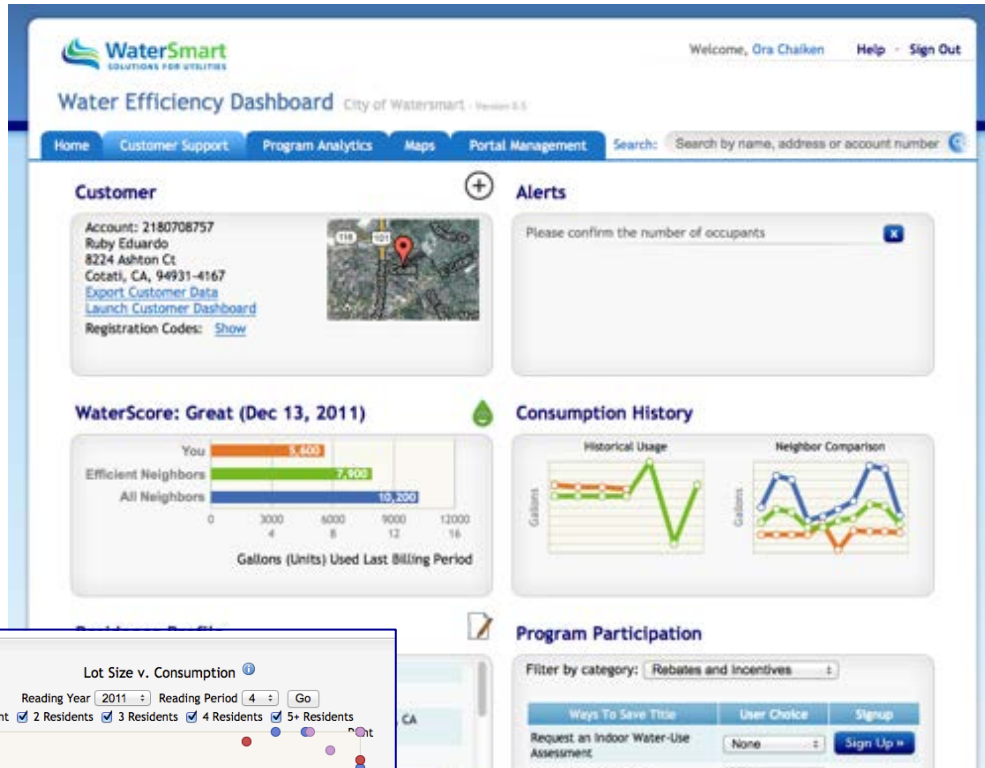 WaterSmart
SOLUTIONS FOR UTILITIES
Welcome, Ora Chaiken Help - Sign Out
Water Efficiency Dashboard City of Watersmart - Version
Home Customer Support Program Analytics Maps Portal Management Search: Search by name, address or account number
Customer
Account: 2180708757
Ruby Eduardo
8224 Ashton Ct
Cotati, CA, 94931-4167
Export Customer Data
Launch Customer Dashboard
Registration Codes: Show
116 101
Alerts
Please confirm the number of occupants
X
WaterScore: Great (Dec 13, 2011)
You 5,600
Efficient Neighbors 7,900
All Neighbors 10,200
0 3000 6000 9000 12000
4 8 12 16
Gallons (Units) Used Last Billing Period
Consumption History
Historical Usage
Gallons
Neighbor Comparison
Gallons
CA
Lot Size v. Consumption
Reading Year 2011 Reading Period 4 Go
2 Residents 3 Residents 4 Residents 5+ Residents
Program Participation
Filter by category: Rebates and Incentives
Ways To Save Title User Choice Signup
Request an Indoor Water-Use
Assessment
None Sign Up »